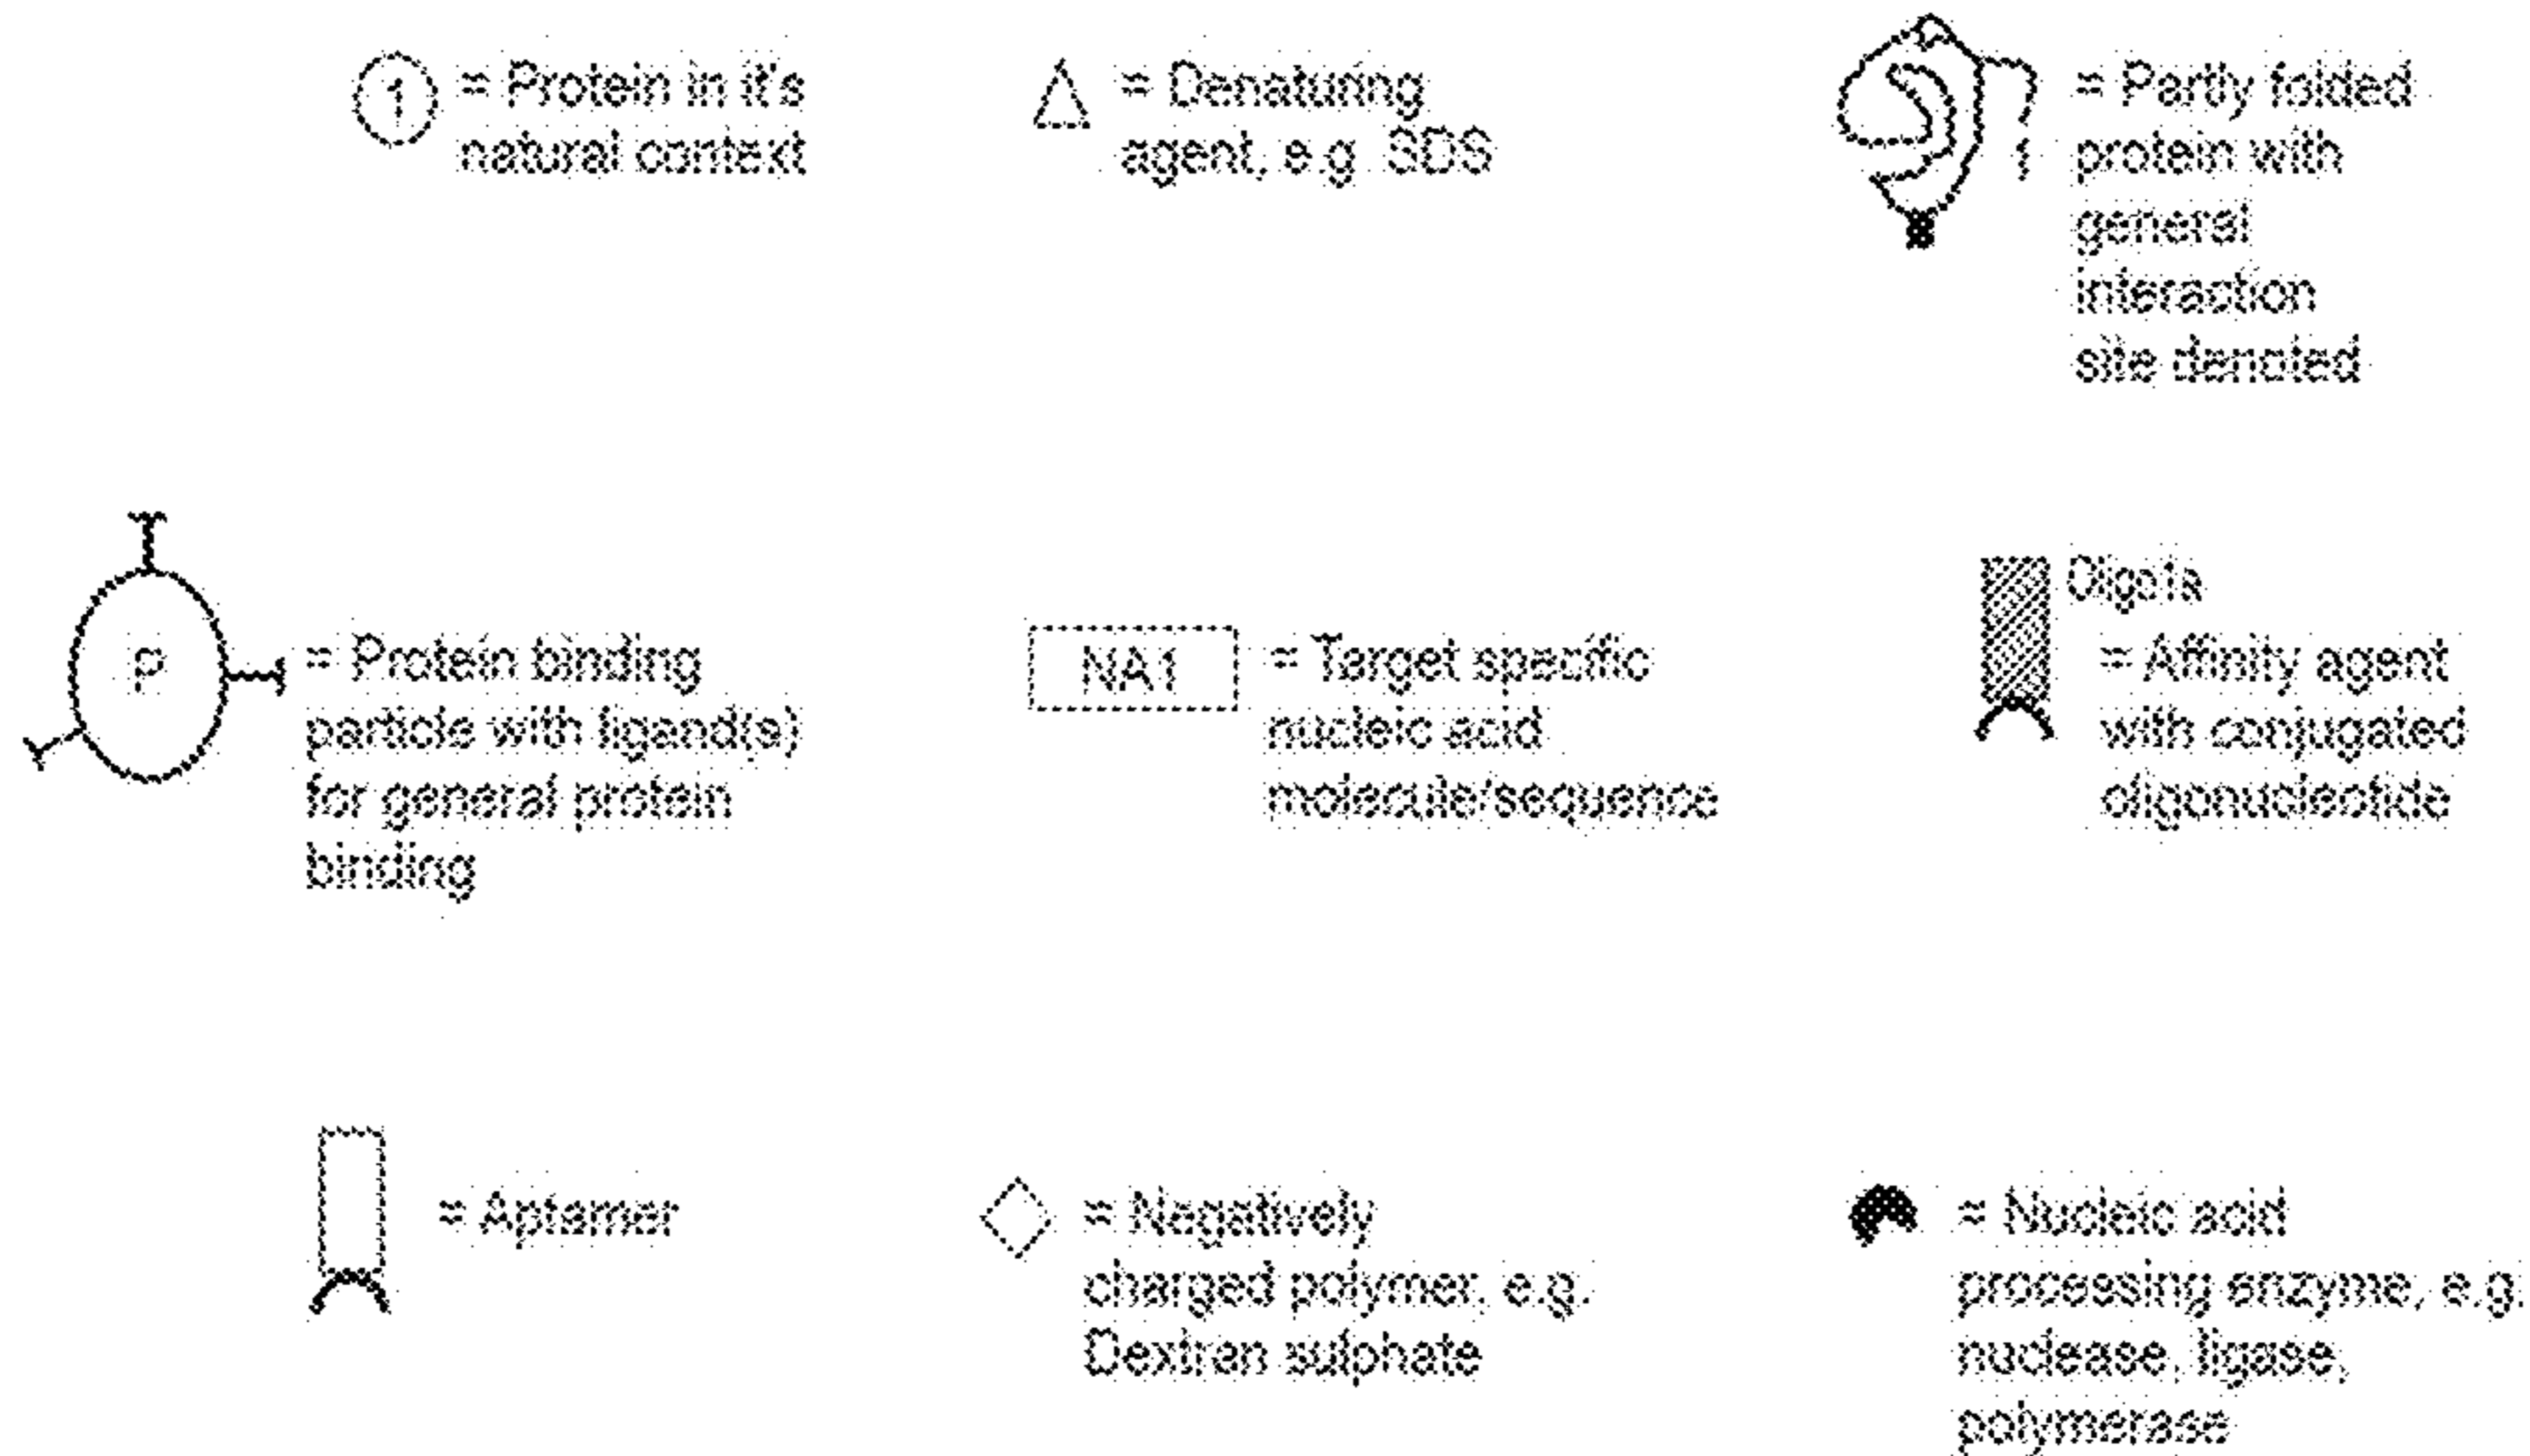 1 = Protein in it's
natural context
= Denaturing
agent, e.g. SDS
= Partly folded
protein with
general
interaction
site denoted
1
P = Protein binding
particle with ligand(s)
for general protein
binding
NA1 = Target specific
nucleic acid
molecule/sequence
Oligo1a
= Affinity agent
with conjugated
oligonucleotide
= Aptamer
= Negatively
charged polymer, e.g.
Dextran sulphate
= Nucleic acid
processing enzyme, e.g.
nuclease, ligase,
polymerase